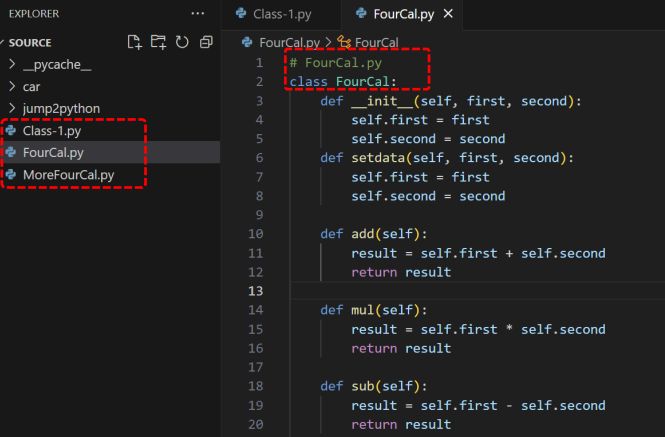 EXPLORER
SOURCE
__pycache__
car
jump2python
Class-1.py
FourCal.py
MoreFourCal.py
Class-1.py
FourCal.py
FourCal.py > FourCal
1 # FourCal.py
2 class FourCal:
3     def __init__(self, first, second):
4         self.first = first
5         self.second = second
6     def setdata(self, first, second):
7         self.first = first
8         self.second = second
9
10     def add(self):
11         result = self.first + self.second
12         return result
13
14     def mul(self):
15         result = self.first * self.second
16         return result
17
18     def sub(self):
19         result = self.first - self.second
20         return result